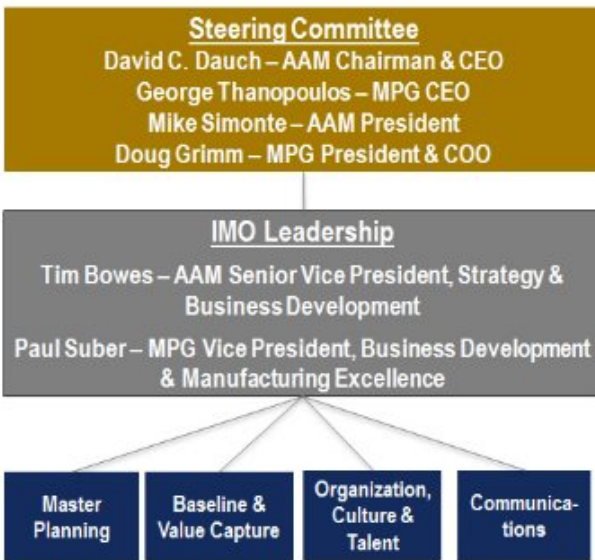 Steering Committee
David C. Dauch – AAM Chairman & CEO
George Thanopoulos – MPG CEO
Mike Simonte – AAM President
Doug Grimm – MPG President & COO
IMO Leadership
Tim Bowes – AAM Senior Vice President, Strategy &
Business Development
Paul Suber – MPG Vice President, Business Development
& Manufacturing Excellence
Master
Planning
Baseline &
Value Capture
Organization,
Culture &
Talent
Communica-
tions